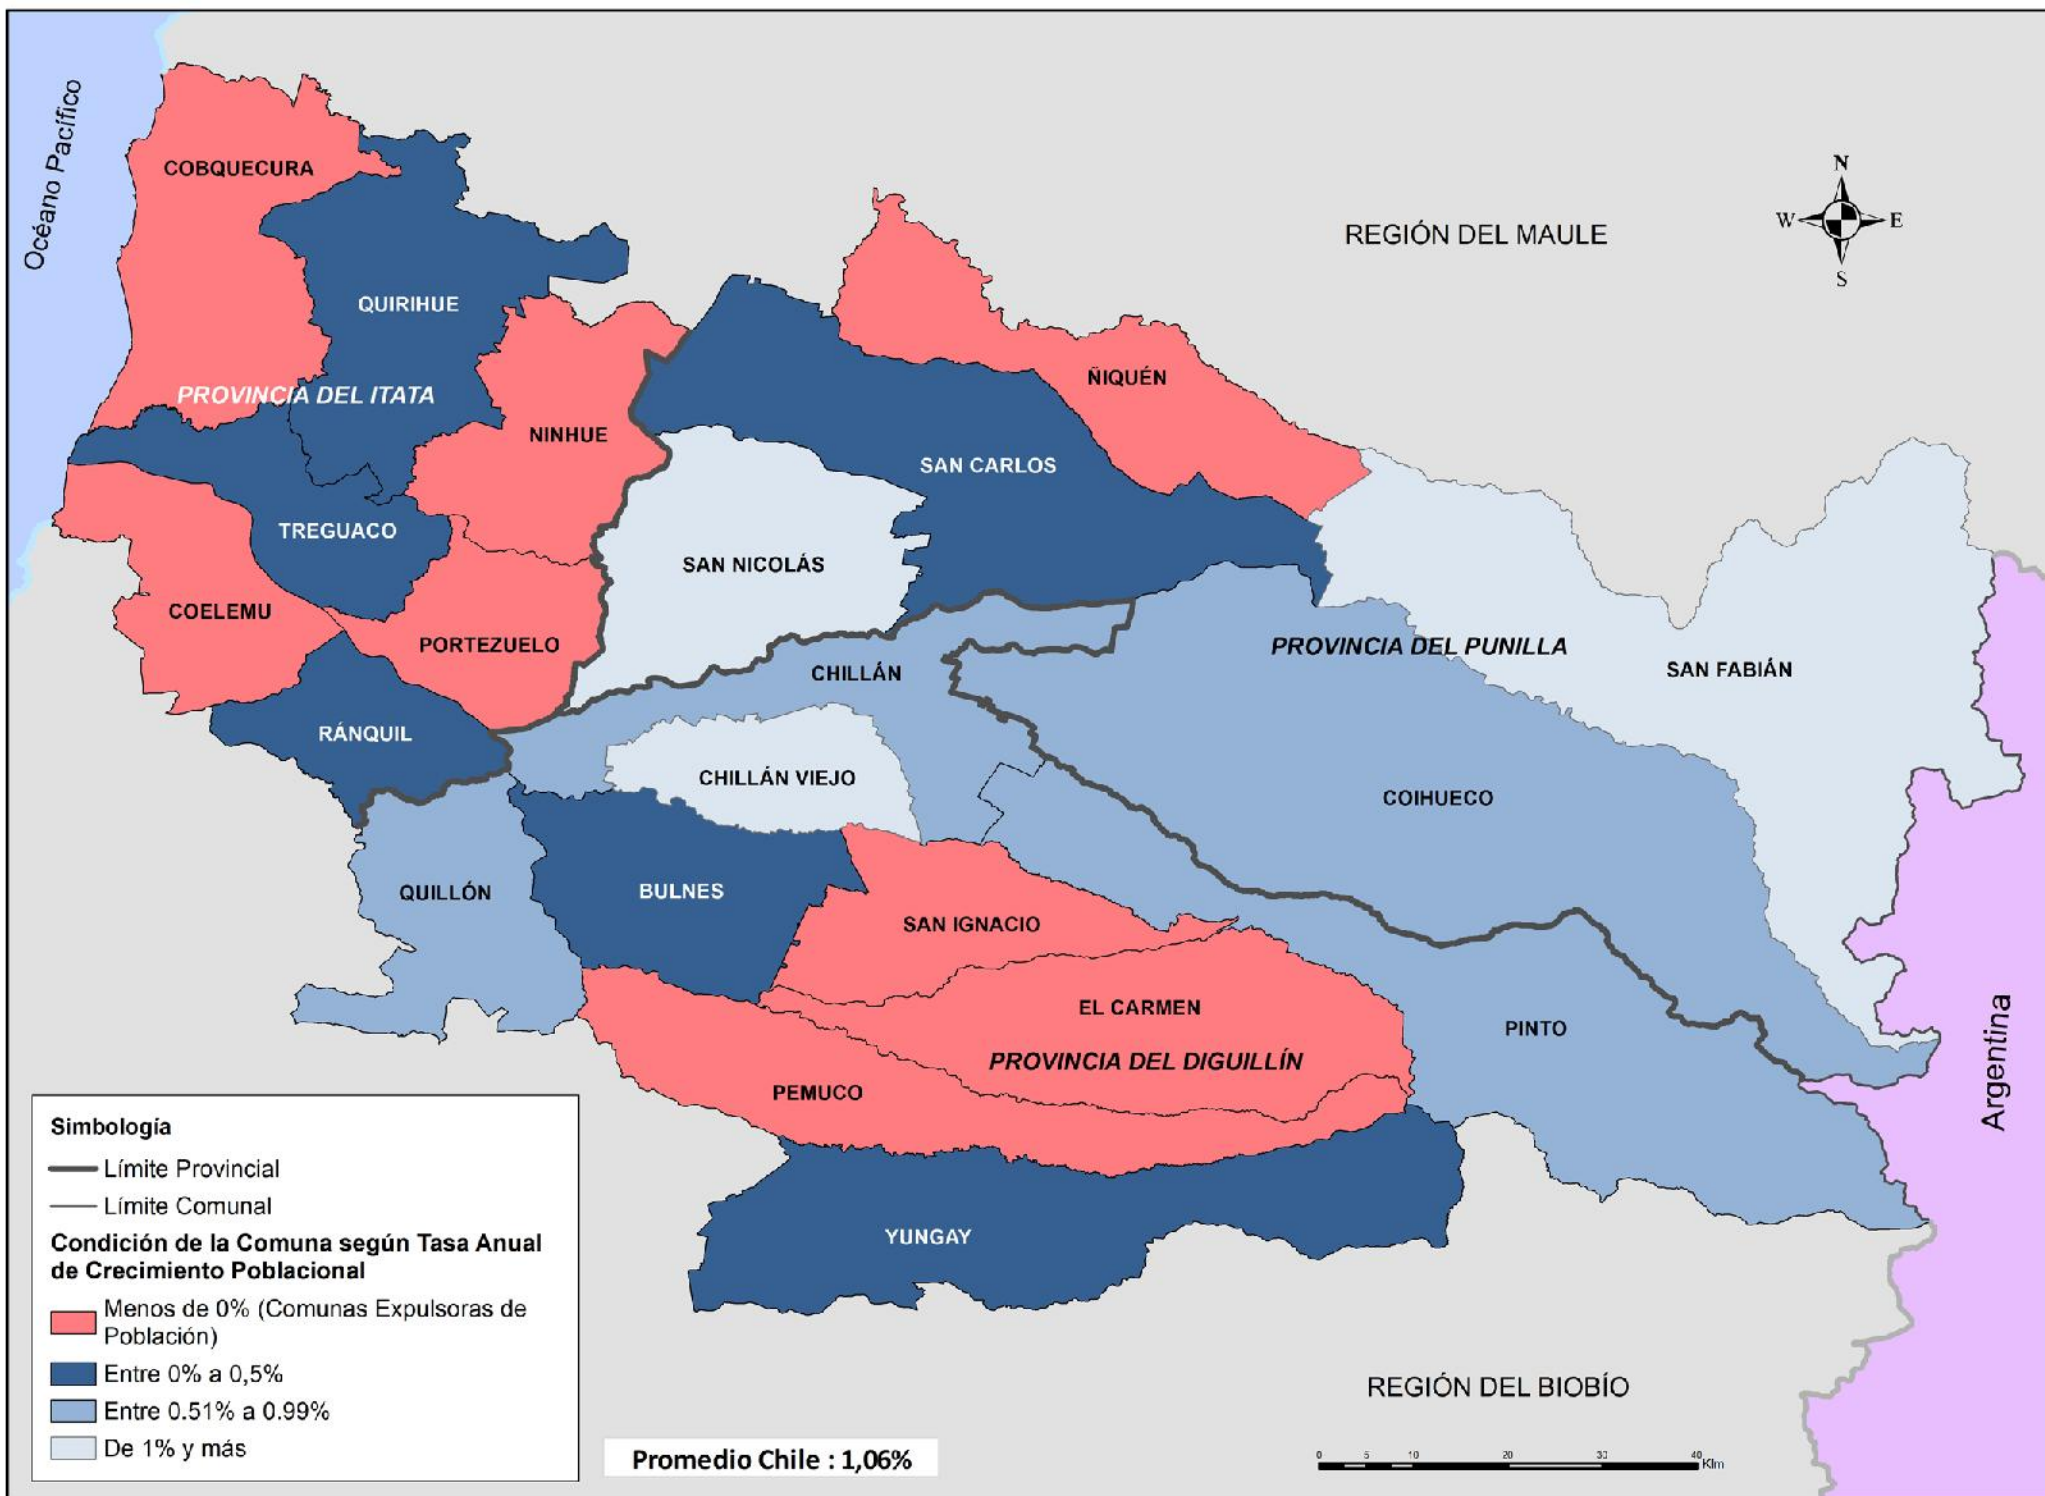 Océano Pacífico
COBQUECURA
N
W
E
S
REGIÓN DEL MAULE
QUIRIHUE
ÑIQUÉN
PROVINCIA DEL ITATA
NINHUE
SAN CARLOS
TREGUACO
SAN NICOLÁS
COELEMU
PORTEZUELO
PROVINCIA DEL PUNILLA
CHILLÁN
SAN FABIÁN
RÁNQUIL
CHILLÁN VIEJO
COIHUECO
QUILLÓN
BULNES
SAN IGNACIO
EL CARMEN
PINTO
PROVINCIA DEL DIGUILLÍN
Argentina
PEMUCO
YUNGAY
Simbología
Límite Provincial
Límite Comunal
Condición de la Comuna según Tasa Anual
de Crecimiento Poblacional
Menos de 0% (Comunas Expulsoras de
Población)
Entre 0% a 0,5%
Entre 0.51% a 0.99%
De 1% y más
REGIÓN DEL BIOBÍO
Promedio Chile : 1,06%
0 5 10 20 30 40
Klm